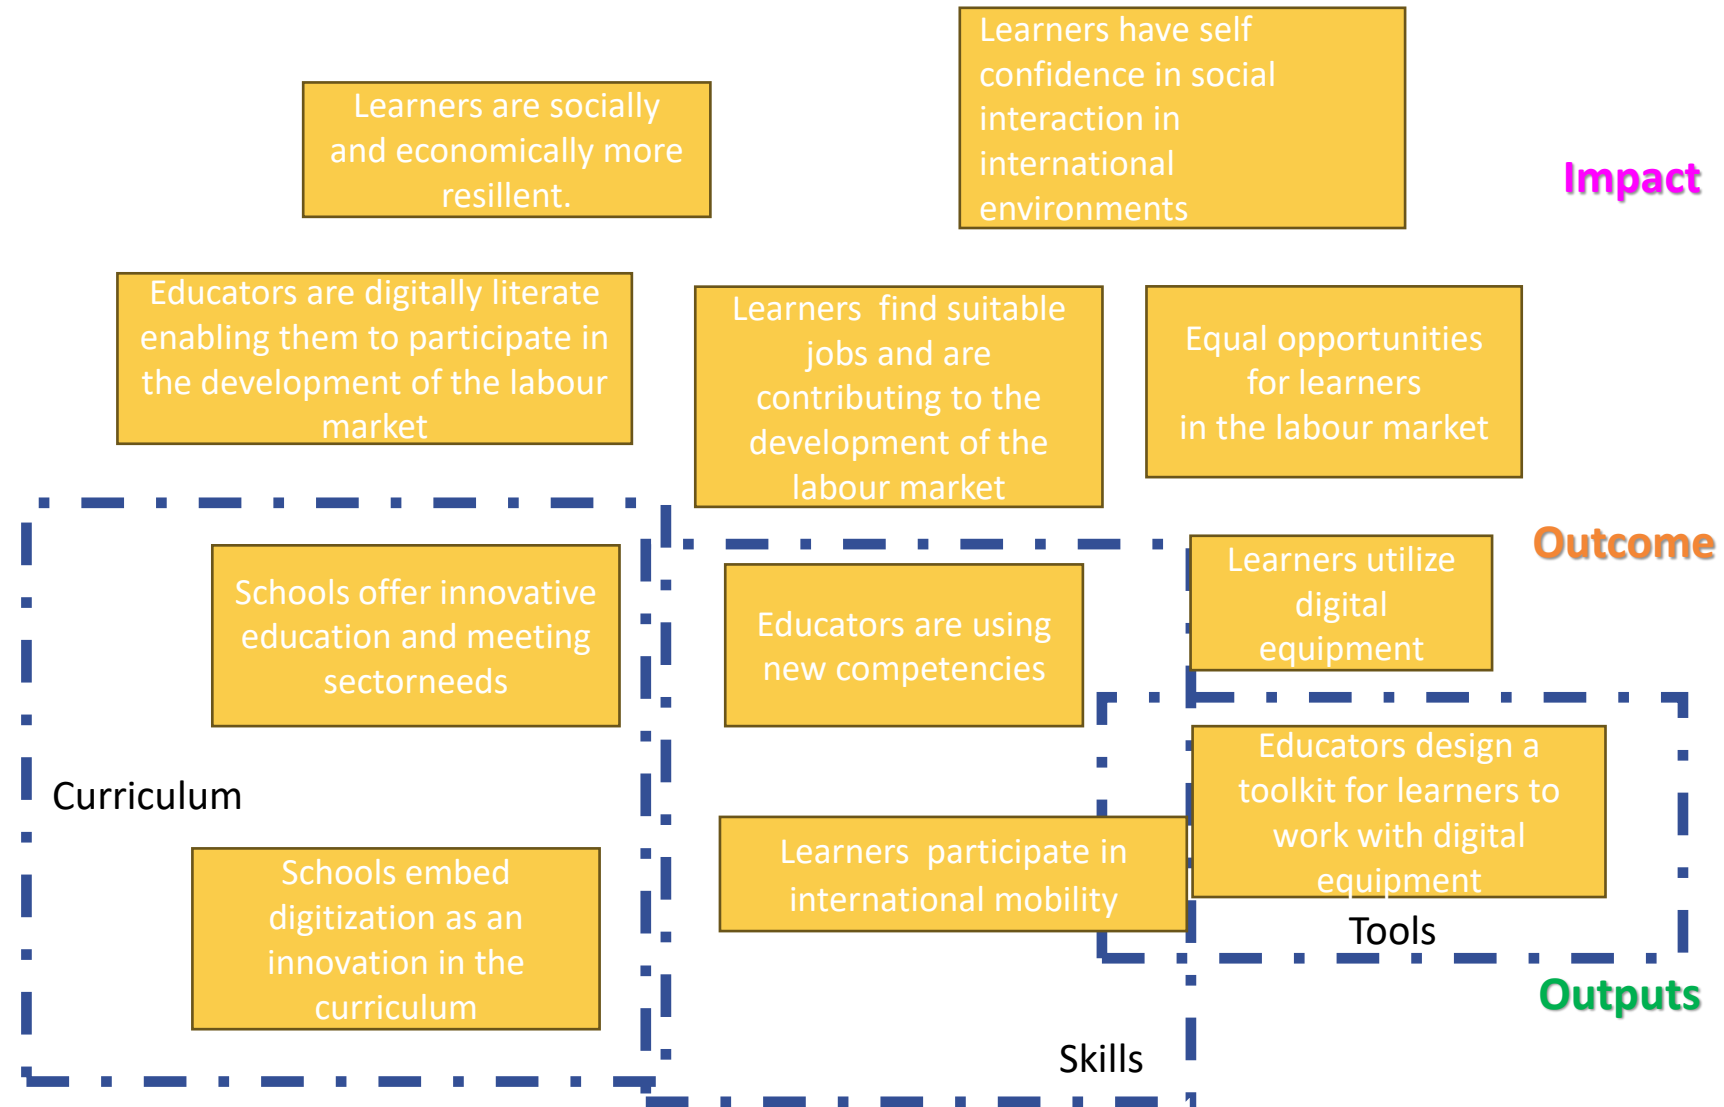 Learners have self
confidence in social
interaction in
international
environments
Learners are socially
and economically more
resillent.
Impact
Educators are digitally literate
enabling them to participate in
the development of the labour
market
Learners find suitable
jobs and are
contributing to the
development of the
labour market
Equal opportunities
for learners
in the labour market
Outcome
Schools offer innovative
education and meeting
sectorneeds
Educators are using
new competencies
Learners utilize
digital
equipment
Curriculum
Educators design a
toolkit for learners to
work with digital
equipment
Learners participate in
international mobility
Schools embed
digitization as an
innovation in the
curriculum
Tools
Outputs
Skills